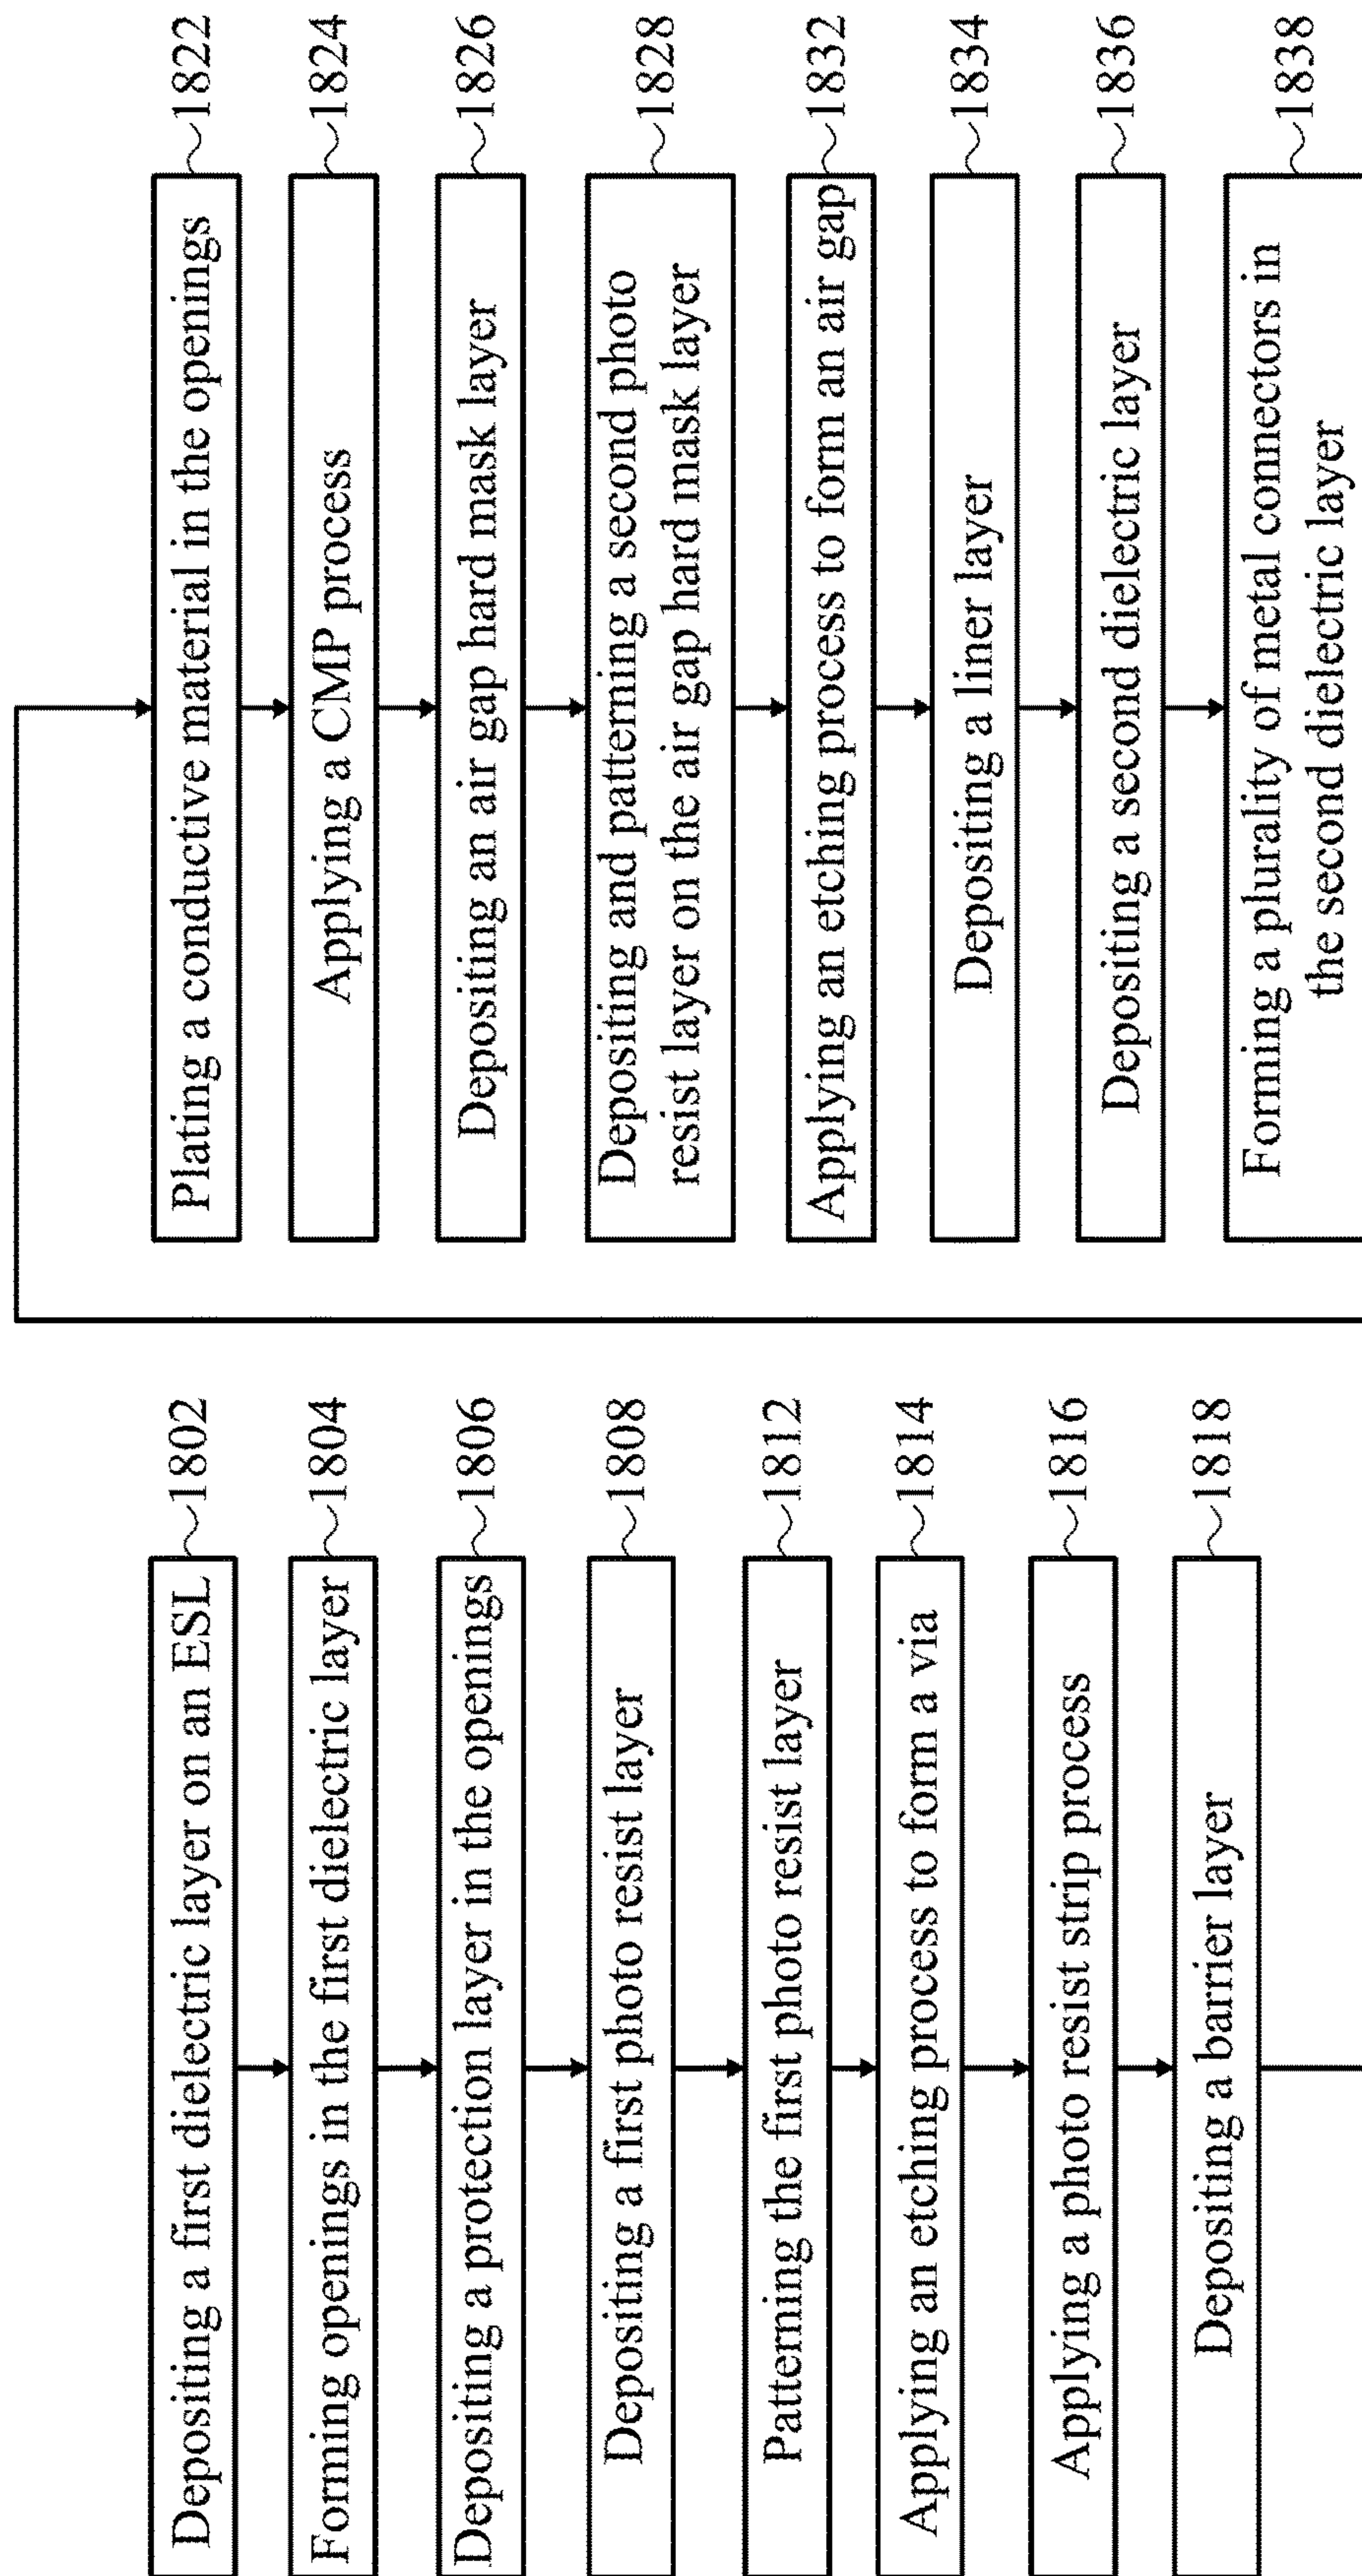 Depositing a first dielectric layer on an ESL
1802
Forming openings in the first dielectric layer
1804
Depositing a protection layer in the openings
1806
Depositing a first photo resist layer
1808
Patterning the first photo resist layer
1812
Applying an etching process to form a via
1814
Applying a photo resist strip process
1816
Depositing a barrier layer
1818
Plating a conductive material in the openings
1822
Applying a CMP process
1824
Depositing an air gap hard mask layer
1826
Depositing and patterning a second photo
resist layer on the air gap hard mask layer
1828
Applying an etching process to form an air gap
1832
Depositing a liner layer
1834
Depositing a second dielectric layer
1836
Forming a plurality of metal connectors in
the second dielectric layer
1838